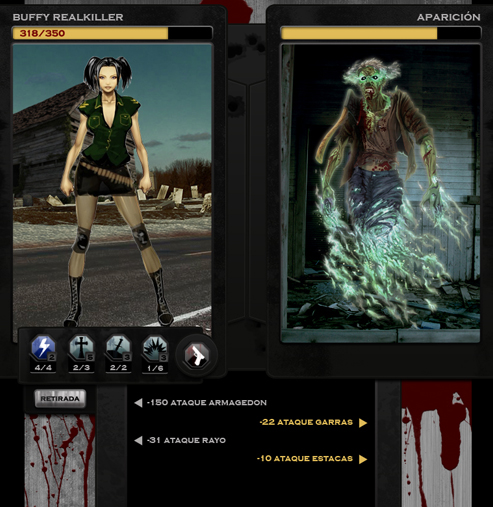 BUFFY REALKILLER
APARICIÓN
318/350
4/4
2/3
2/2
1/6
RETIRADA
-150 ATAQUE ARMAGEDON
-22 ATAQUE GARRAS
-31 ATAQUE RAYO
-10 ATAQUE ESTACAS